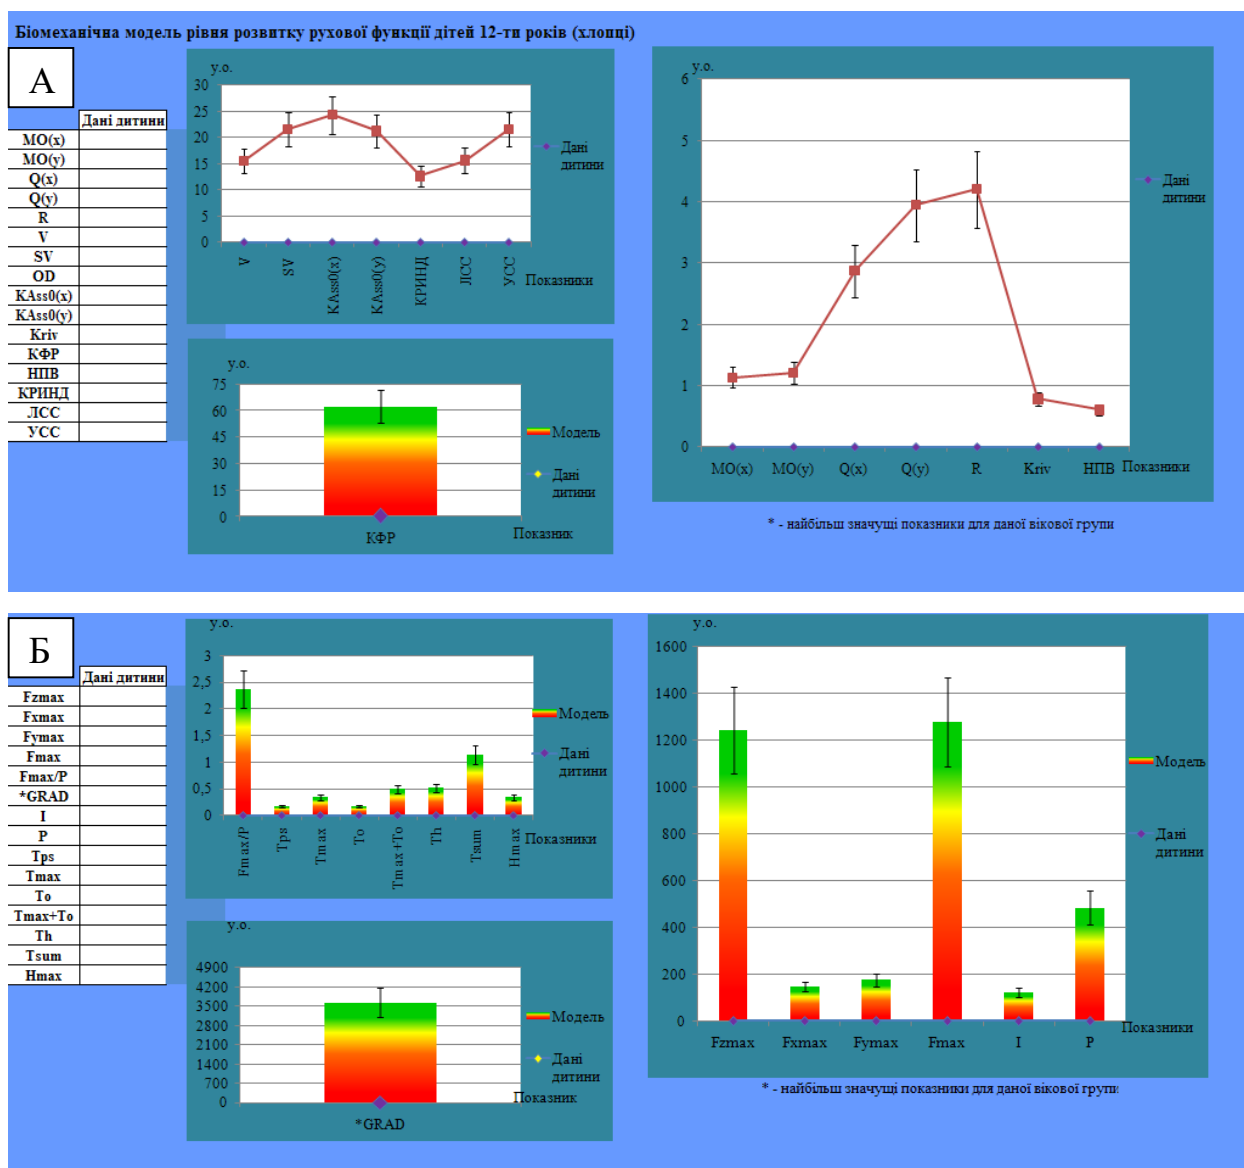 Біомеханічна модель рівня розвитку рухової функції дітей 12-ти років (хлопці)
А
Дані дитини
MO(x)
MO(y)
Q(x)
Q(y)
R
V
SV
OD
KAss0(x)
KAss0(y)
Kriv
КФР
НПВ
КРИНД
ЛСС
УСС
у.о.
30
25
20
15
10
5
0
V
SV
KAss0(x)
KAss0(y)
КРИНД
ЛСС
УСС
Показники
Дані
дитини
у.о.
75
60
45
30
15
0
КФР
Показник
Модель
Дані
дитини
у.о.
6
5
4
3
2
1
0
MO(x) MO(y) Q(x) Q(y) R Kriv НПВ
Показники
Дані
дитини
* - найбільш значущі показники для даної вікової групи
Б
Дані дитини
Fzmax
Fxmax
Fymax
Fmax
Fmax/P
*GRAD
I
P
Tps
Tmax
To
Tmax+To
Th
Tsum
Hmax
у.о.
3
2,5
2
1,5
1
0,5
0
Fmax/P
Tps
Tmax
To
Tmax+To
Th
Tsum
Hmax
Показники
Модель
Дані
дитини
у.о.
4900
4200
3500
2800
2100
1400
700
0
*GRAD
Показник
Модель
Дані
дитини
у.о.
1600
1400
1200
1000
800
600
400
200
0
Fzmax Fxmax Fymax Fmax I P
Показники
Модель
Дані
дитини
* - найбільш значущі показники для даної вікової групи